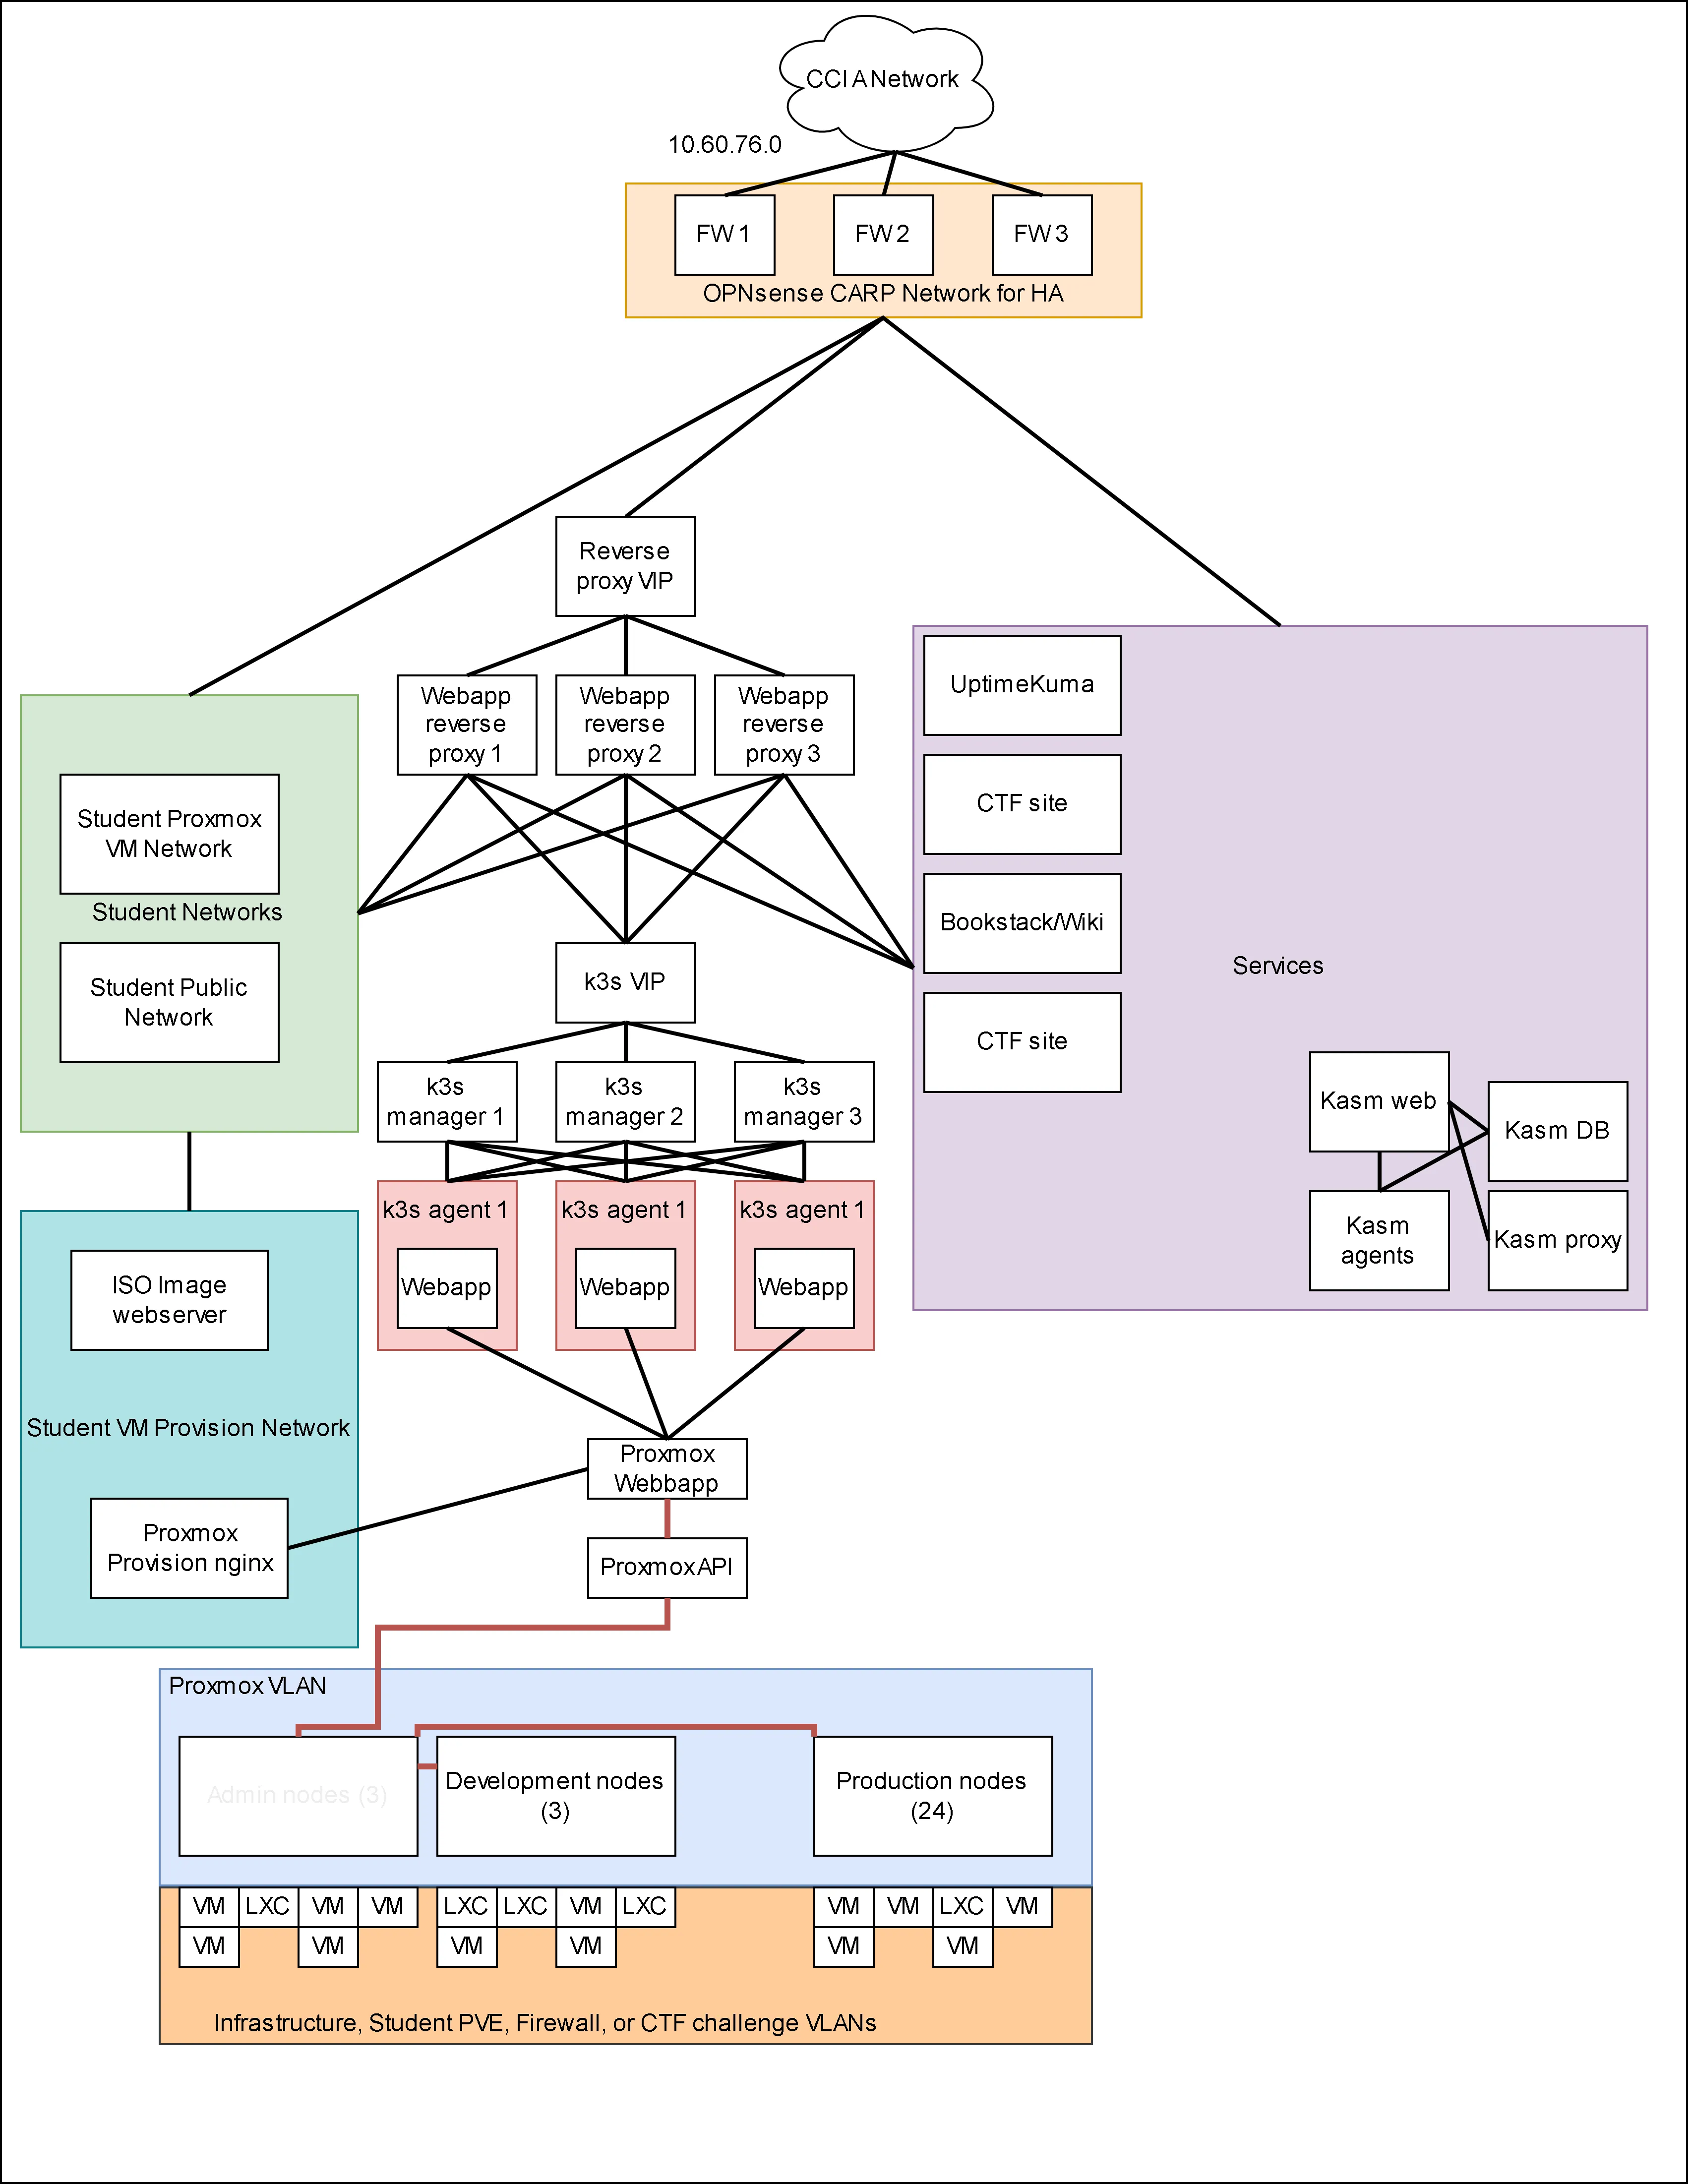 CCIA Network
10.60.76.0
FW 1
FW 2
FW 3
OPNsense CARP Network for HA
Reverse
proxy VIP
Webapp
reverse
proxy 1
Webapp
reverse
proxy 2
Webapp
reverse
proxy 3
UptimeKuma
CTF site
Bookstack/Wiki
CTF site
Services
Kasm web
Kasm DB
Kasm
agents
Kasm proxy
Student Proxmox
VM Network
Student Networks
Student Public
Network
k3s VIP
k3s
manager 1
k3s
manager 2
k3s
manager 3
k3s agent 1
k3s agent 1
k3s agent 1
Webapp
Webapp
Webapp
ISO Image
webserver
Student VM Provision Network
Proxmox
Provision nginx
Proxmox
Webbapp
Proxmox API
Proxmox VLAN
Admin nodes (3)
Development nodes
(3)
Production nodes
(24)
VM
LXC
VM
VM
LXC
LXC
VM
LXC
VM
VM
LXC
VM
VM
VM
VM
VM
VM
VM
Infrastructure, Student PVE, Firewall, or CTF challenge VLANs